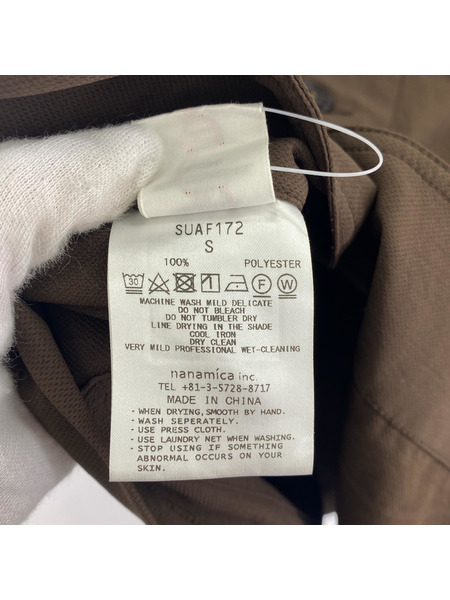 SUAF172
S
100% POLYESTER
30 F W
MACHINE WASH MILD DELICATE
DO NOT BLEACH
DO NOT TUMBLER DRY
LINE DRYING IN THE SHADE
COOL IRON
DRY CLEAN
VERY MILD PROFESSIONAL WET-CLEANING
nanamica inc.
TEL +81-3-5728-8717
MADE IN CHINA
・WHEN DRYING, SMOOTH BY HAND.
・WASH SEPERATELY.
・USE PRESS CLOTH.
・USE LAUNDRY NET WHEN WASHING.
・STOP USING IF SOMETHING
ABNORMAL OCCURS ON YOUR
SKIN.